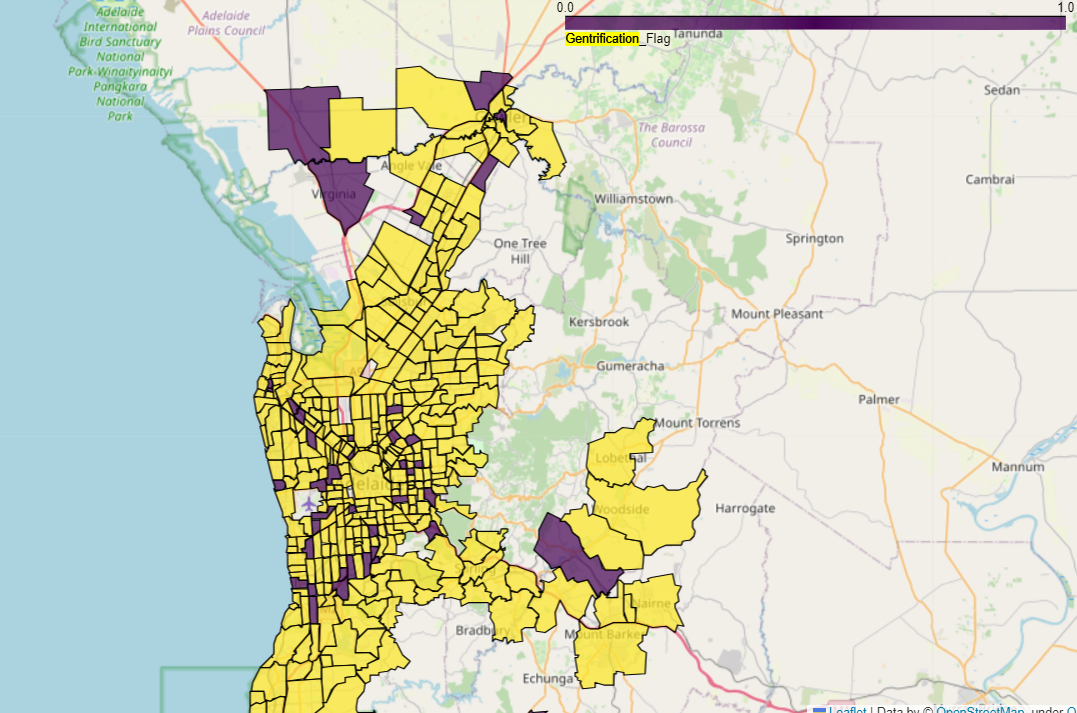 0.0
1.0
Gentrification_Flag
Tanunda
Adelaide
Plains Council
Adelaide
International
Bird Sanctuary
National
Park-Winaityinaityi
Pangkara
National
Park
Sedan
The Barossa
Council
Angle Vale
Virginia
Cambrai
Williamstown
Springton
One Tree
Hill
Mount Pleasant
Kersbrook
Gumeracha
Palmer
Mount Torrens
Lobethal
Mannum
Woodside
Harrogate
Nairne
Bradbury
Mount Barker
Echunga
Leaflet | Data by © OpenStreetMap, under